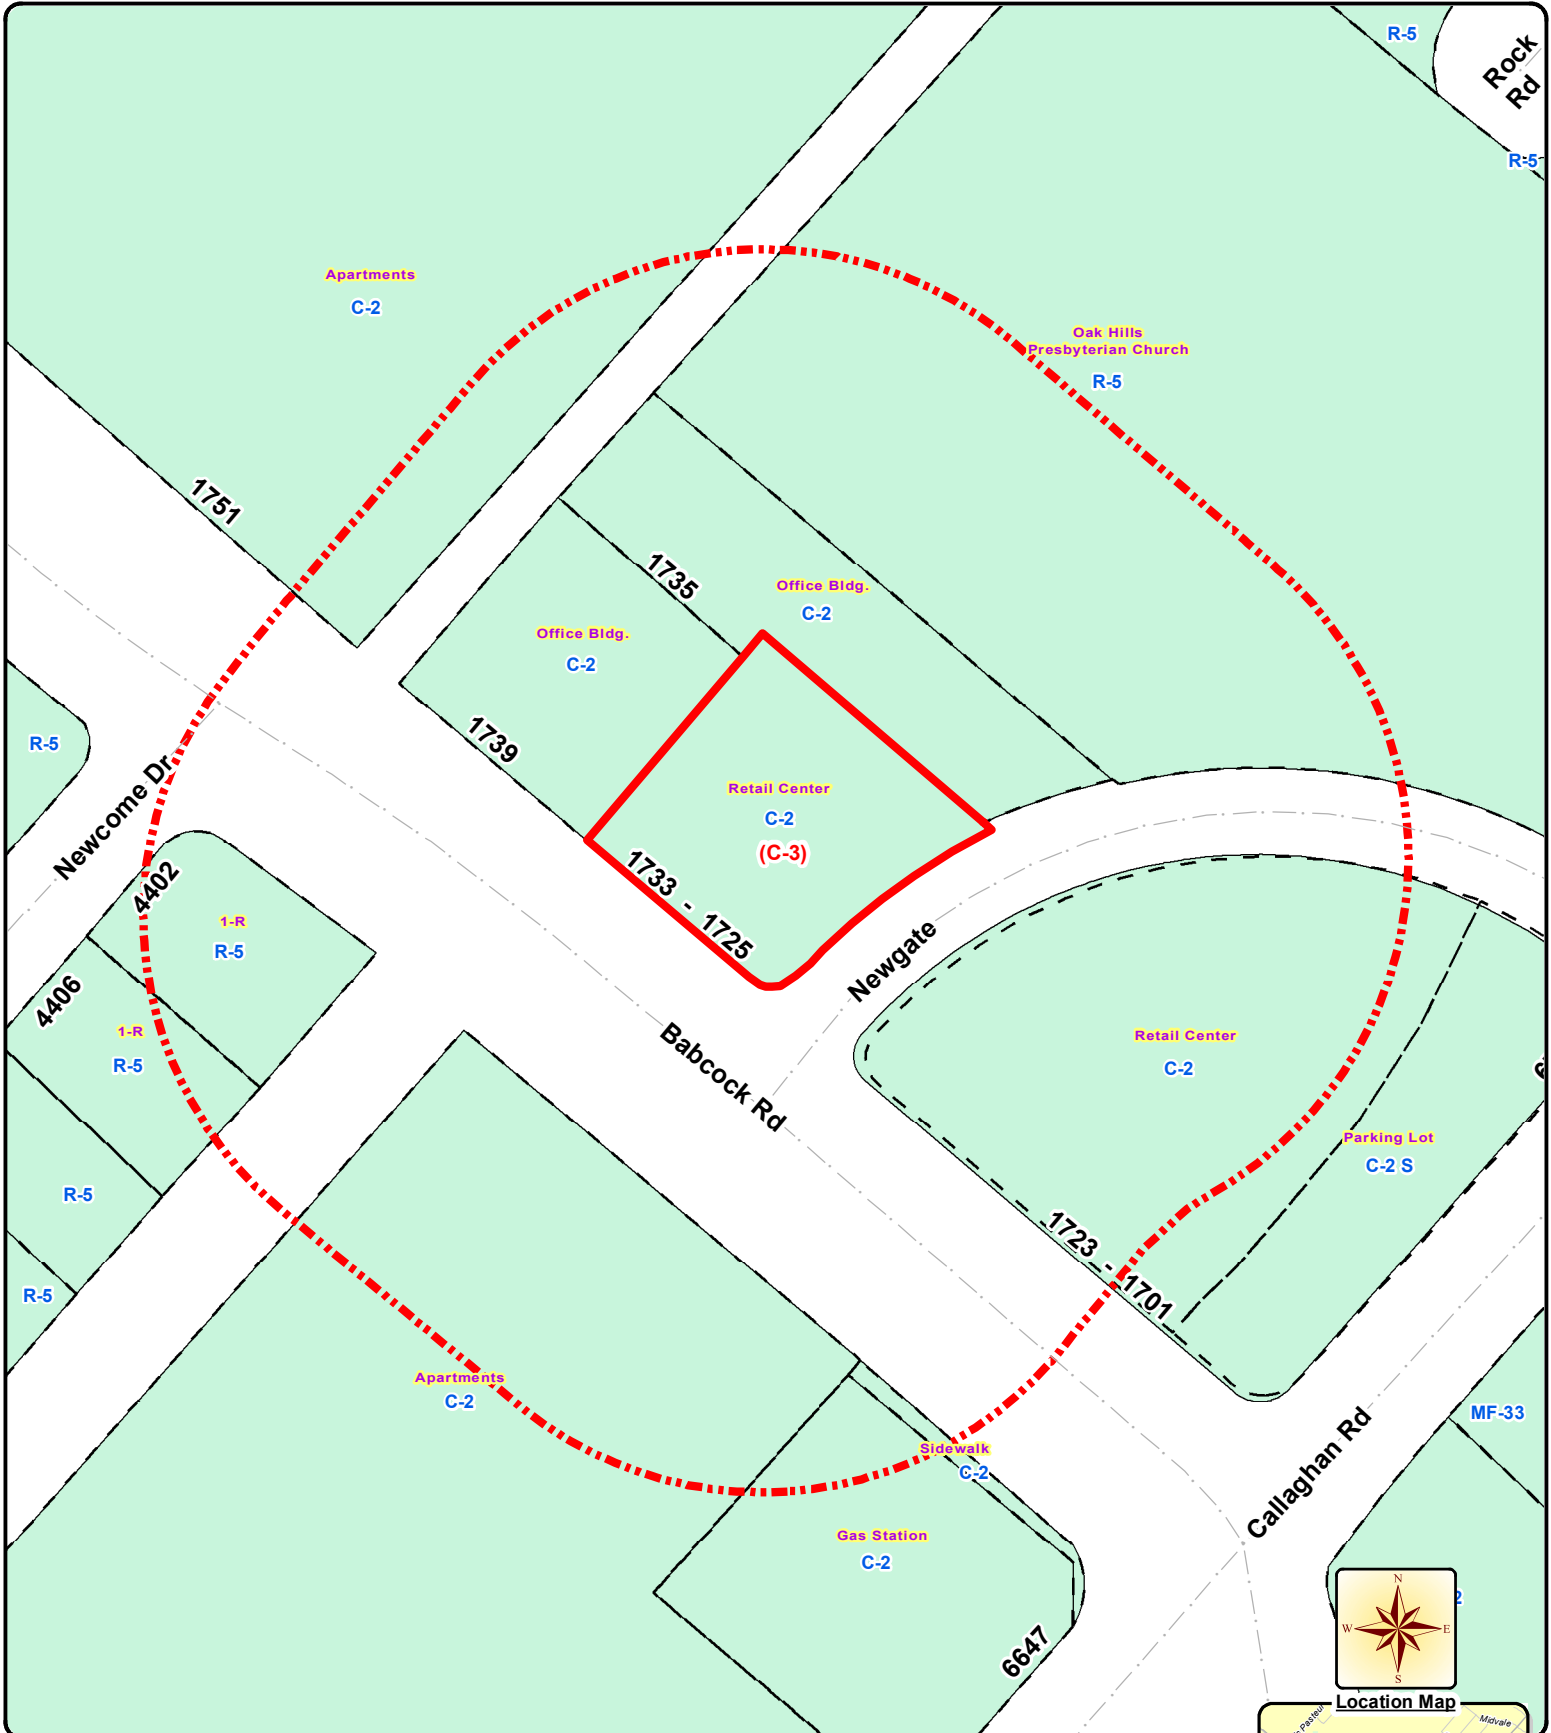 R-5
Rock
Rd
R-5
Apartments
C-2
Oak Hills
Presbyterian Church
R-5
1751
1735
Office Bldg.
C-2
Office Bldg.
C-2
1739
R-5
Newcome Dr
Retail Center
C-2
(C-3)
1733 - 1725
4402
1-R
R-5
Newgate
4406
1-R
R-5
Babcock Rd
Retail Center
C-2
Parking Lot
C-2 S
R-5
1723 - 1701
R-5
Apartments
C-2
MF-33
Sidewalk
C-2
Callaghan Rd
Gas Station
C-2
6647
N
W
E
S
Location Map
Pasteur
Midvale